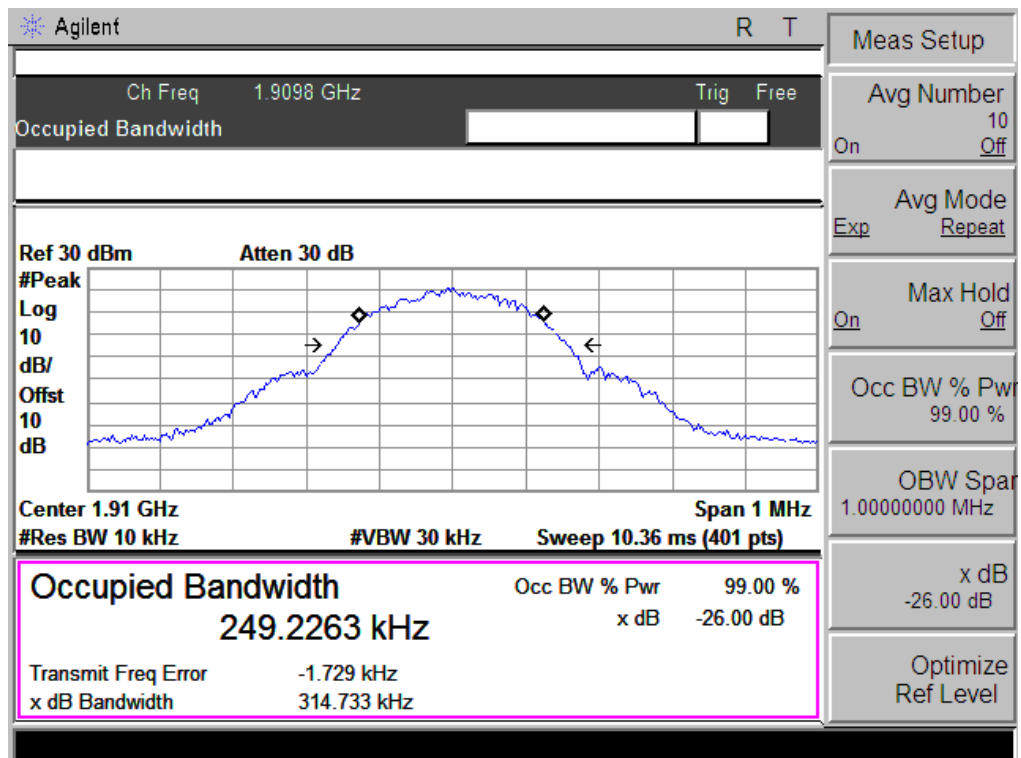 Agilent R T
Ch Freq 1.9098 GHz Trig Free
Occupied Bandwidth
Ref 30 dBm Atten 30 dB
#Peak
Log
10
dB/
Offst
10
dB
Center 1.91 GHz Span 1 MHz
#Res BW 10 kHz #VBW 30 kHz Sweep 10.36 ms (401 pts)
Occupied Bandwidth Occ BW % Pwr 99.00 %
249.2263 kHz x dB -26.00 dB
Transmit Freq Error -1.729 kHz
x dB Bandwidth 314.733 kHz
Meas Setup
Avg Number
10
On Off
Avg Mode
Exp Repeat
Max Hold
On Off
Occ BW % Pwr
99.00 %
OBW Span
1.00000000 MHz
x dB
-26.00 dB
Optimize
Ref Level